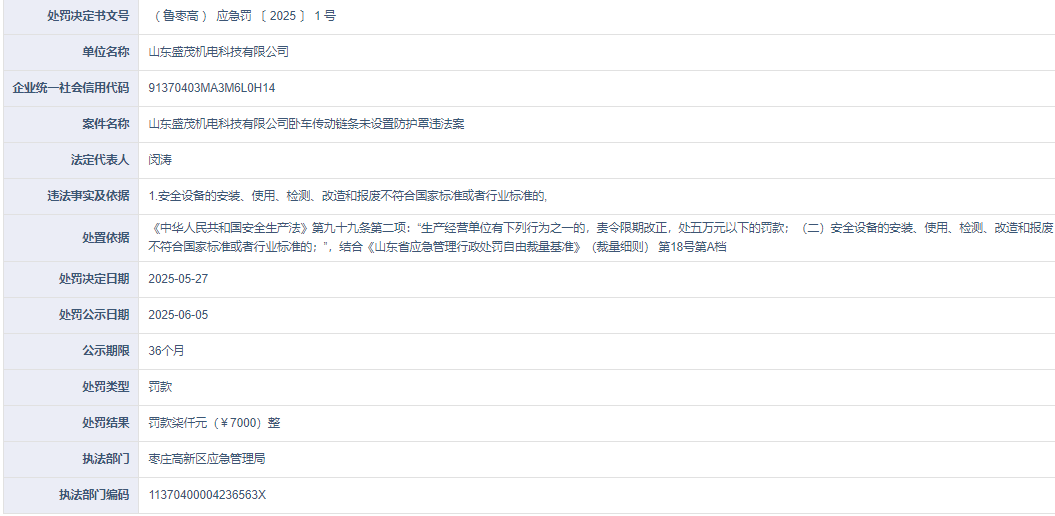 处罚决定书文号 （ 鲁枣高 ） 应急罚 〔 2025 〕 1 号
单位名称 山东盛茂机电科技有限公司
企业统一社会信用代码 91370403MA3M6L0H14
案件名称 山东盛茂机电科技有限公司卧车传动链条未设置防护罩违法案
法定代表人 闵涛
违法事实及依据 1.安全设备的安装、使用、检测、改造和报废不符合国家标准或者行业标准的,
处置依据 《中华人民共和国安全生产法》第九十九条第二项：“生产经营单位有下列行为之一的，责令限期改正，处五万元以下的罚款；（二）安全设备的安装、使用、检测、改造和报废
不符合国家标准或者行业标准的；”，结合《山东省应急管理行政处罚自由裁量基准》（裁量细则） 第18号第A档
处罚决定日期 2025-05-27
处罚公示日期 2025-06-05
公示期限 36个月
处罚类型 罚款
处罚结果 罚款柒仟元（￥7000）整
执法部门 枣庄高新区应急管理局
执法部门编码 11370400004236563X